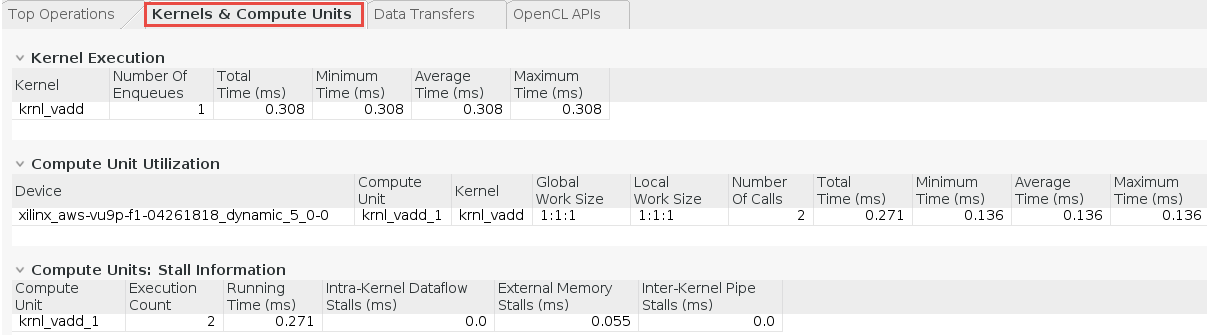 Top Operations Kernels & Compute Units Data Transfers OpenCL APIs
Kernel Execution
Kernel Number Of Enqueues Total Time (ms) Minimum Time (ms) Average Time (ms) Maximum Time (ms)
krnl_vadd 1 0.308 0.308 0.308 0.308
Compute Unit Utilization
Device Compute Unit Kernel Global Work Size Local Work Size Number Of Calls Total Time (ms) Minimum Time (ms) Average Time (ms) Maximum Time (ms)
xilinx_aws-vu9p-f1-04261818_dynamic_5_0-0 krnl_vadd_1 krnl_vadd 1:1:1 1:1:1 2 0.271 0.136 0.136 0.136
Compute Units: Stall Information
Compute Unit Execution Count Running Time (ms) Intra-Kernel Dataflow Stalls (ms) External Memory Stalls (ms) Inter-Kernel Pipe Stalls (ms)
krnl_vadd_1 2 0.271 0.0 0.055 0.0